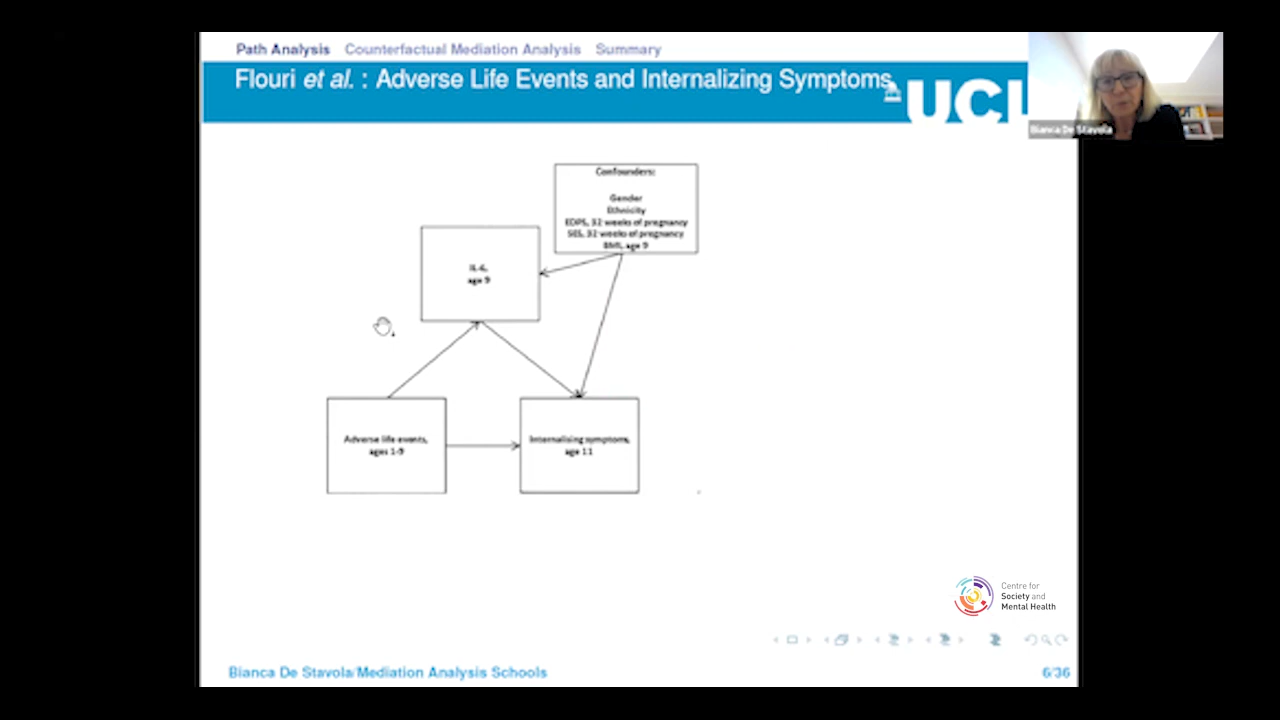 Path Analysis Counterfactual Mediation Analysis Summary
Flouri et al. : Adverse Life Events and Internalizing Symptoms
UCL
Bianca De Stavola
Confounders:
Gender
Ethnicity
EDPS, 32 weeks of pregnancy
SES, 32 weeks of pregnancy
BMI, age 9
IL-6,
age 9
Adverse life events,
ages 1-9
Internalising symptoms,
age 11
Centre for
Society and
Mental Health
Bianca De Stavola/Mediation Analysis Schools
6/36